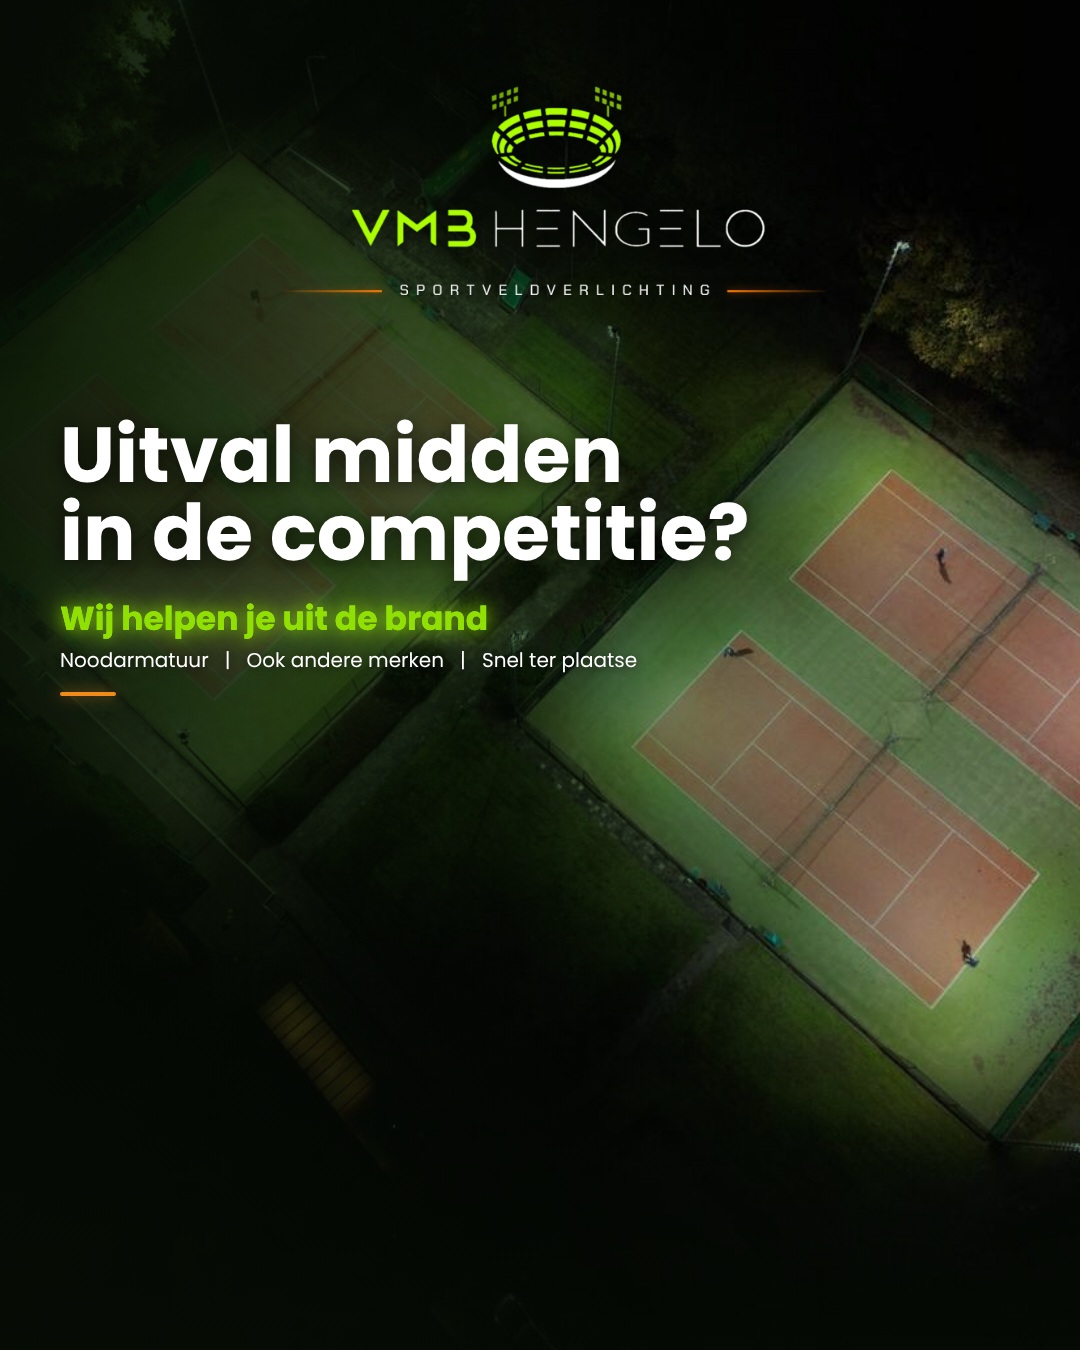 VMB HENGELO
SPORTVELDVERLICHTING
Uitval midden
in de competitie?
Wij helpen je uit de brand
Noodarmatuur | Ook andere merken | Snel ter plaatse